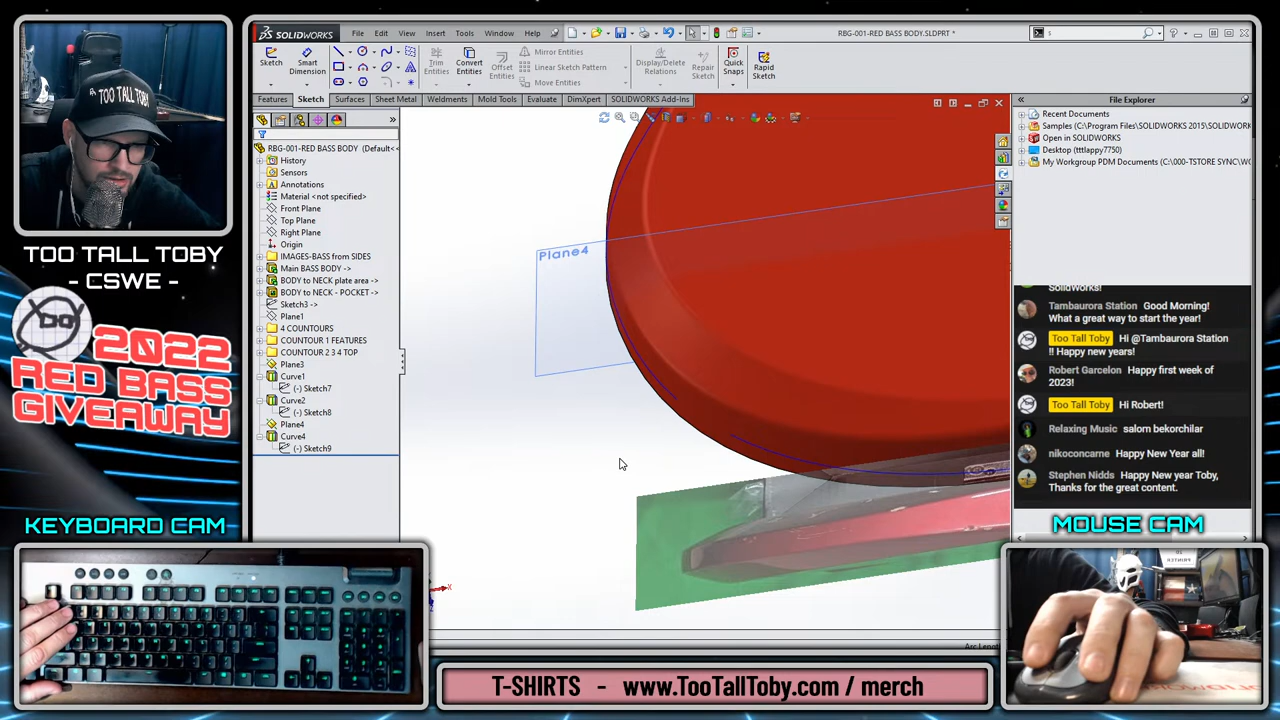 TOO TALL TOBY
- CSWE -
2022
RED BASS
GIVEAWAY
KEYBOARD CAM
SOLIDWORKS
File
Edit
View
Insert
Tools
Window
Help
RBG-001-RED BASS BODY.SLDPRT *
s
Sketch
Smart Dimension
Trim Entities
Convert Entities
Offset Entities
Mirror Entities
Linear Sketch Pattern
Move Entities
Display/Delete Relations
Repair Sketch
Quick Snaps
Rapid Sketch
Features
Sketch
Surfaces
Sheet Metal
Weldments
Mold Tools
Evaluate
DimXpert
SOLIDWORKS Add-Ins
RBG-001-RED BASS BODY (Default<<
History
Sensors
Annotations
Material <not specified>
Front Plane
Top Plane
Right Plane
Origin
IMAGES-BASS from SIDES
Main BASS BODY ->
BODY to NECK plate area ->
BODY to NECK - POCKET ->
Sketch3 ->
Plane1
4 COUNTOURS
COUNTOUR 1 FEATURES
COUNTOUR 2 3 4 TOP
Plane3
Curve1
(-) Sketch7
Curve2
(-) Sketch8
Plane4
Curve4
(-) Sketch9
Plane4
X
Arc Length
File Explorer
Recent Documents
Samples (C:\Program Files\SOLIDWORKS 2015\SOLIDWORK
Open in SOLIDWORKS
Desktop (tttlappy7750)
My Workgroup PDM Documents (C:\000-TSTORE SYNC\WC
SolidWorks!
Tambaurora Station Good Morning!
What a great way to start the year!
Too Tall Toby Hi @Tambaurora
Station !! Happy new years!
Robert Garcelon Happy first week of
2023!
Too Tall Toby Hi Robert!
Relaxing Music salom bekorchilar
nikoconcarne Happy New Year all!
Stephen Nidds Happy new year Toby,
Thanks for the great content.
MOUSE CAM
T-SHIRTS - www.TooTallToby.com / merch